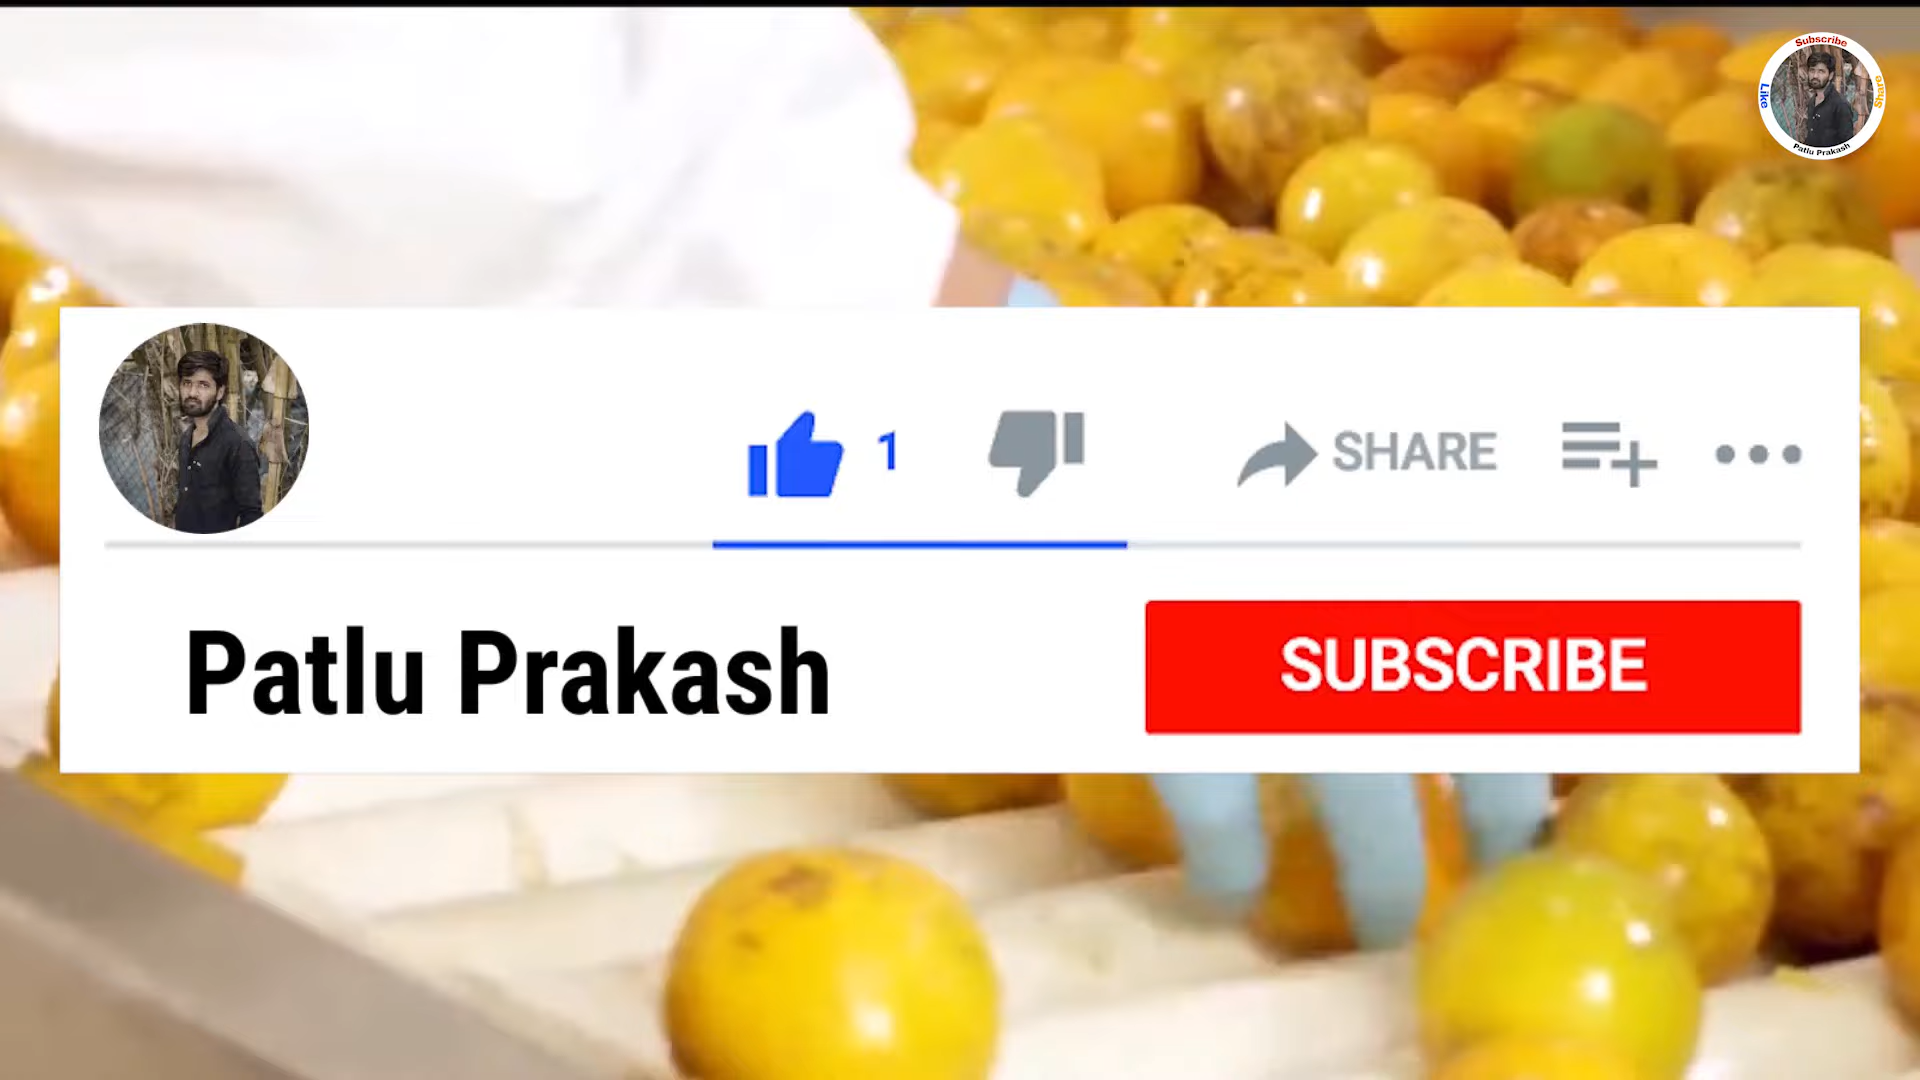 Subscribe
Like
Share
Patlu Prakash
1
SHARE
Patlu Prakash
SUBSCRIBE